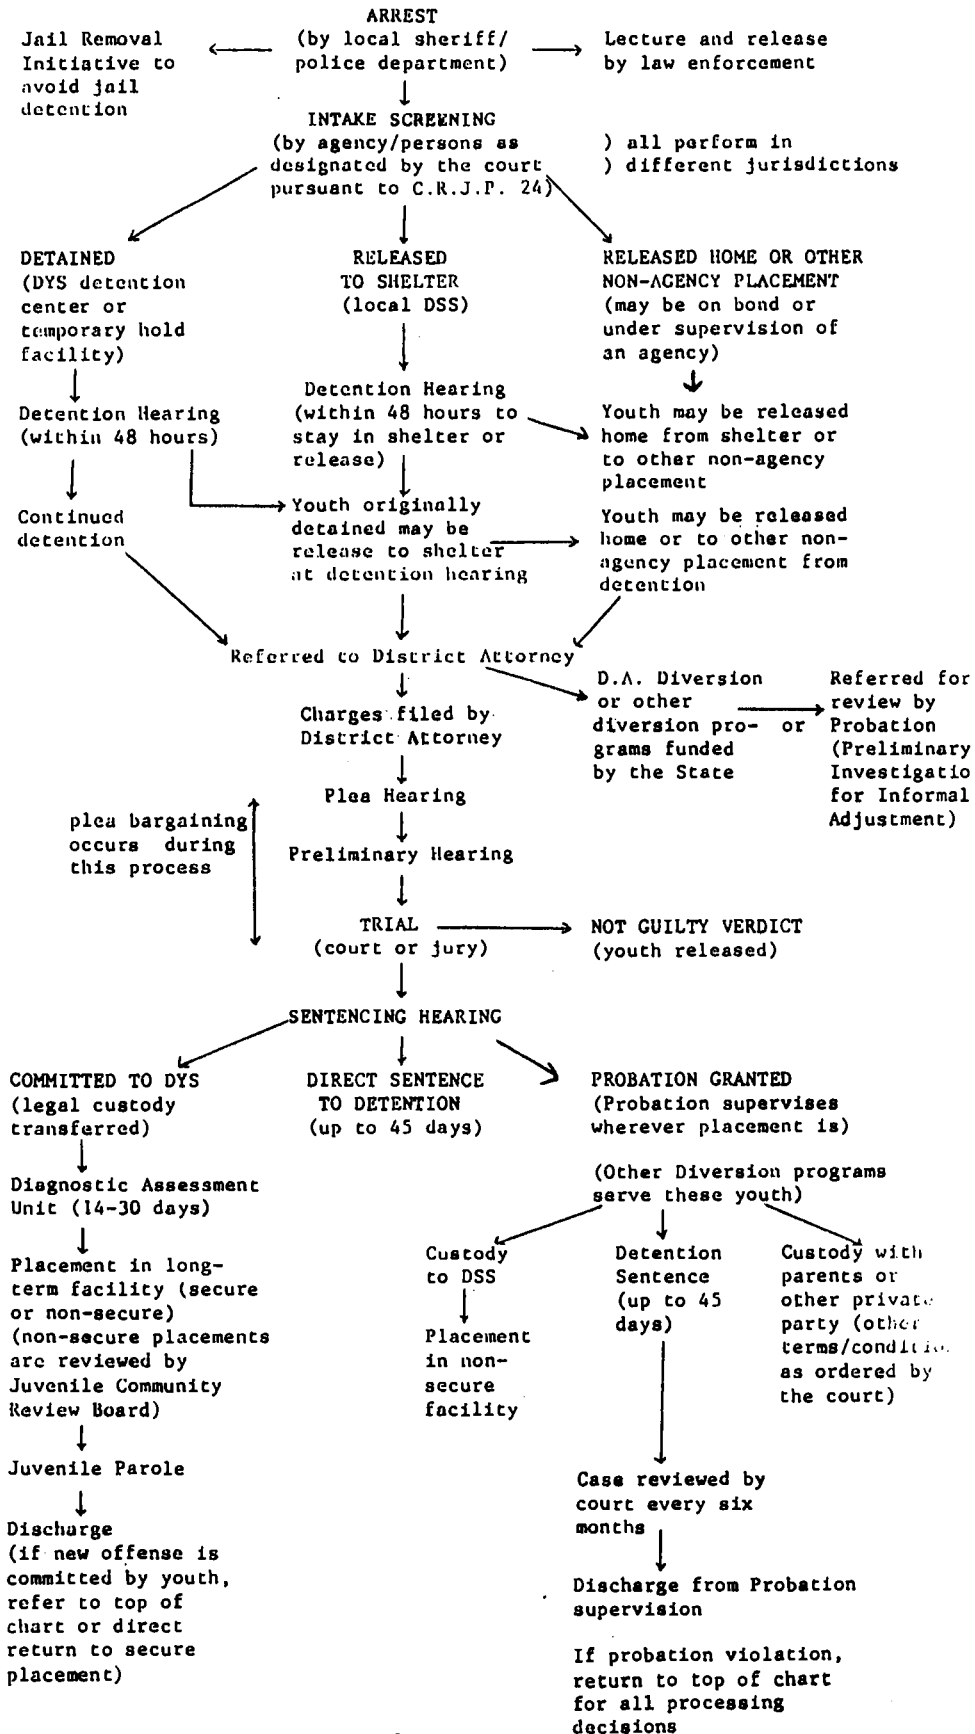 ARREST
(by local sheriff/
police department)
Jail Removal
Initiative to
avoid jail
detention
Lecture and release
by law enforcement
INTAKE SCREENING
(by agency/persons as
designated by the court
pursuant to C.R.J.P. 24)
) all perform in
) different jurisdictions
DETAINED
(DYS detention
center or
temporary hold
facility)
RELEASED
TO SHELTER
(local DSS)
RELEASED HOME OR OTHER
NON-AGENCY PLACEMENT
(may be on bond or
under supervision of
an agency)
Detention Hearing
(within 48 hours)
Detention Hearing
(within 48 hours to
stay in shelter or
release)
Youth may be released
home from shelter or
to other non-agency
placement
Continued
detention
Youth originally
detained may be
release to shelter
at detention hearing
Youth may be released
home or to other non-
agency placement from
detention
Referred to District Attorney
Charges filed by
District Attorney
D.A. Diversion
or other
diversion pro- or
grams funded
by the State
Referred for
review by
Probation
(Preliminary
Investigatio
for Informal
Adjustment)
Plea Hearing
plea bargaining
occurs during
this process
Preliminary Hearing
TRIAL
(court or jury)
NOT GUILTY VERDICT
(youth released)
SENTENCING HEARING
COMMITTED TO DYS
(legal custody
transferred)
DIRECT SENTENCE
TO DETENTION
(up to 45 days)
PROBATION GRANTED
(Probation supervises
wherever placement is)
Diagnostic Assessment
Unit (14-30 days)
(Other Diversion programs
serve these youth)
Placement in long-
term facility (secure
or non-secure)
(non-secure placements
are reviewed by
Juvenile Community
Review Board)
Custody
to DSS
Placement
in non-
secure
facility
Detention
Sentence
(up to 45
days)
Custody with
parents or
other private
party (other
terms/conditio
as ordered by
the court)
Juvenile Parole
Discharge
(if new offense is
committed by youth,
refer to top of
chart or direct
return to secure
placement)
Case reviewed by
court every six
months
Discharge from Probation
supervision
If probation violation,
return to top of chart
for all processing
decisions